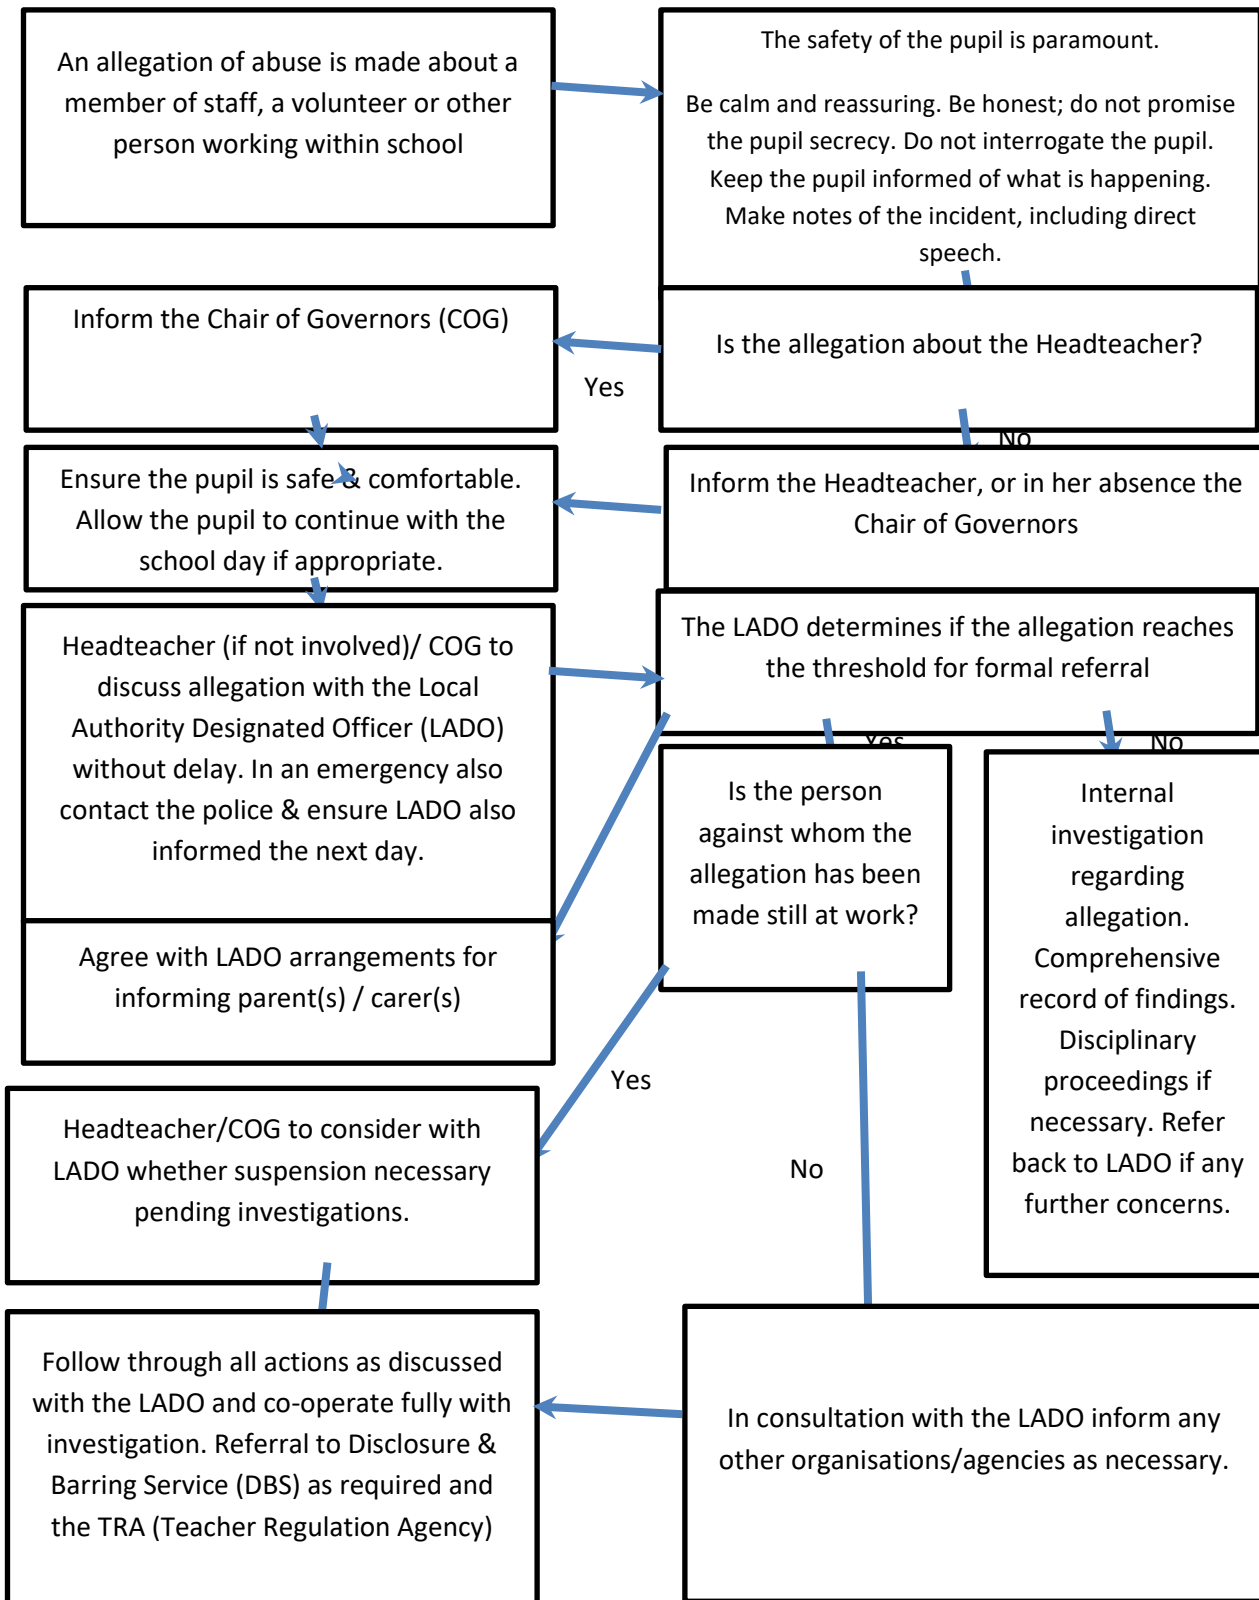 An allegation of abuse is made about a
member of staff, a volunteer or other
person working within school
The safety of the pupil is paramount.
Be calm and reassuring. Be honest; do not promise
the pupil secrecy. Do not interrogate the pupil.
Keep the pupil informed of what is happening.
Make notes of the incident, including direct
speech.
Inform the Chair of Governors (COG)
Is the allegation about the Headteacher?
Yes
No
Ensure the pupil is safe & comfortable.
Allow the pupil to continue with the
school day if appropriate.
Inform the Headteacher, or in her absence the
Chair of Governors
Headteacher (if not involved)/ COG to
discuss allegation with the Local
Authority Designated Officer (LADO)
without delay. In an emergency also
contact the police & ensure LADO also
informed the next day.
The LADO determines if the allegation reaches
the threshold for formal referral
Yes
No
Is the person
against whom the
allegation has been
made still at work?
Internal
investigation
regarding
allegation.
Comprehensive
record of findings.
Disciplinary
proceedings if
necessary. Refer
back to LADO if any
further concerns.
Agree with LADO arrangements for
informing parent(s) / carer(s)
Yes
No
Headteacher/COG to consider with
LADO whether suspension necessary
pending investigations.
Follow through all actions as discussed
with the LADO and co-operate fully with
investigation. Referral to Disclosure &
Barring Service (DBS) as required and
the TRA (Teacher Regulation Agency)
In consultation with the LADO inform any
other organisations/agencies as necessary.